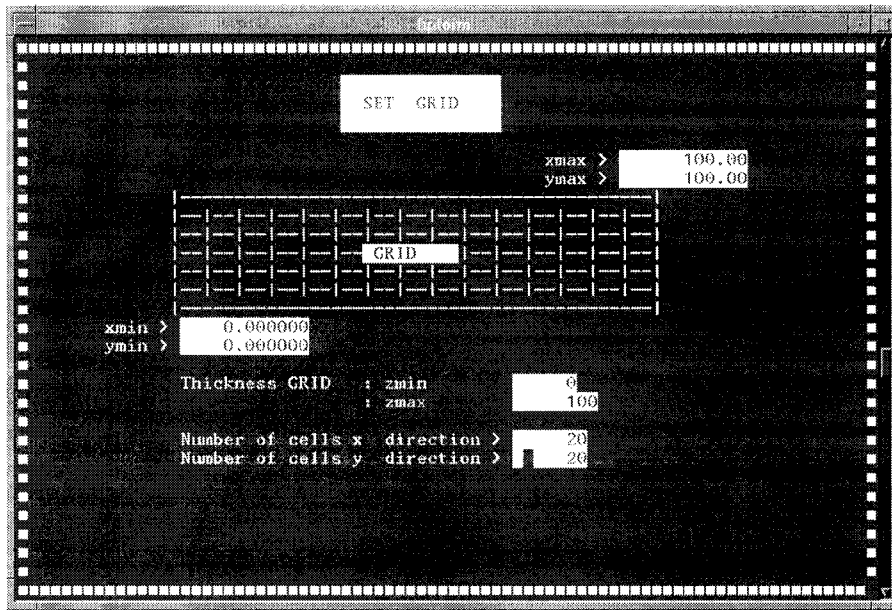 SET GRID
xmax > 100.00
ymax > 100.00
GRID
xmin > 0.000000
ymin > 0.000000
Thickness GRID : zmin 0
: zmax 100
Number of cells x direction > 20
Number of cells y direction > 20